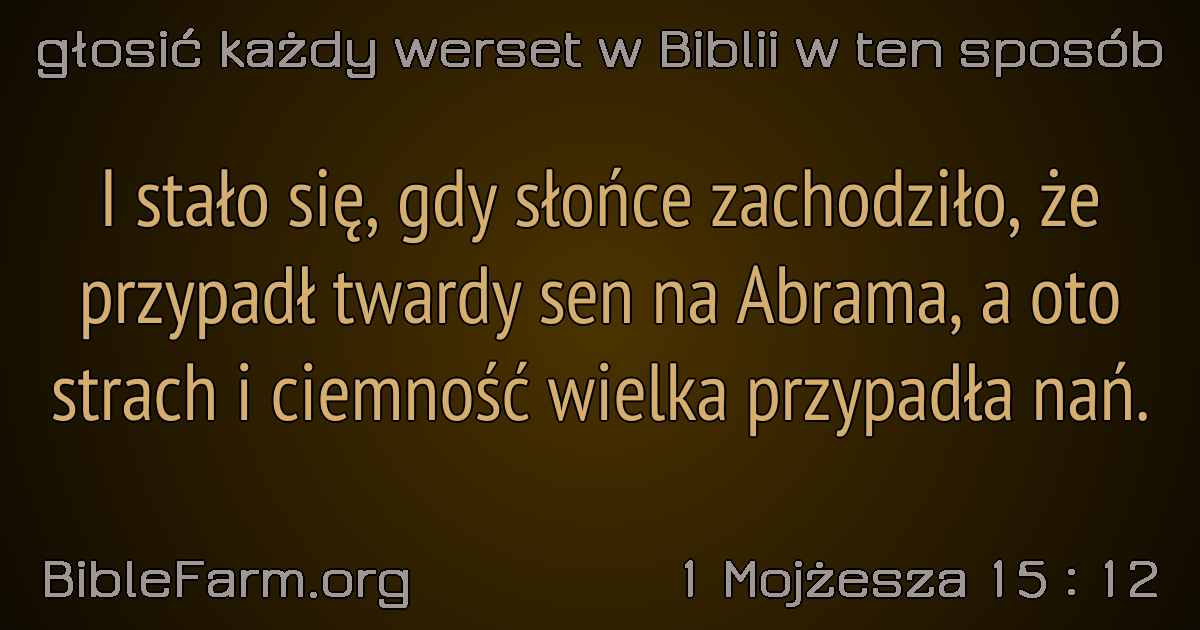 głosić każdy werset w Biblii w ten sposób
I stało się, gdy słońce zachodziło, że
przypadł twardy sen na Abrama, a oto
strach i ciemność wielka przypadła nań.
BibleFarm.org
1 Mojżesza 15 : 12